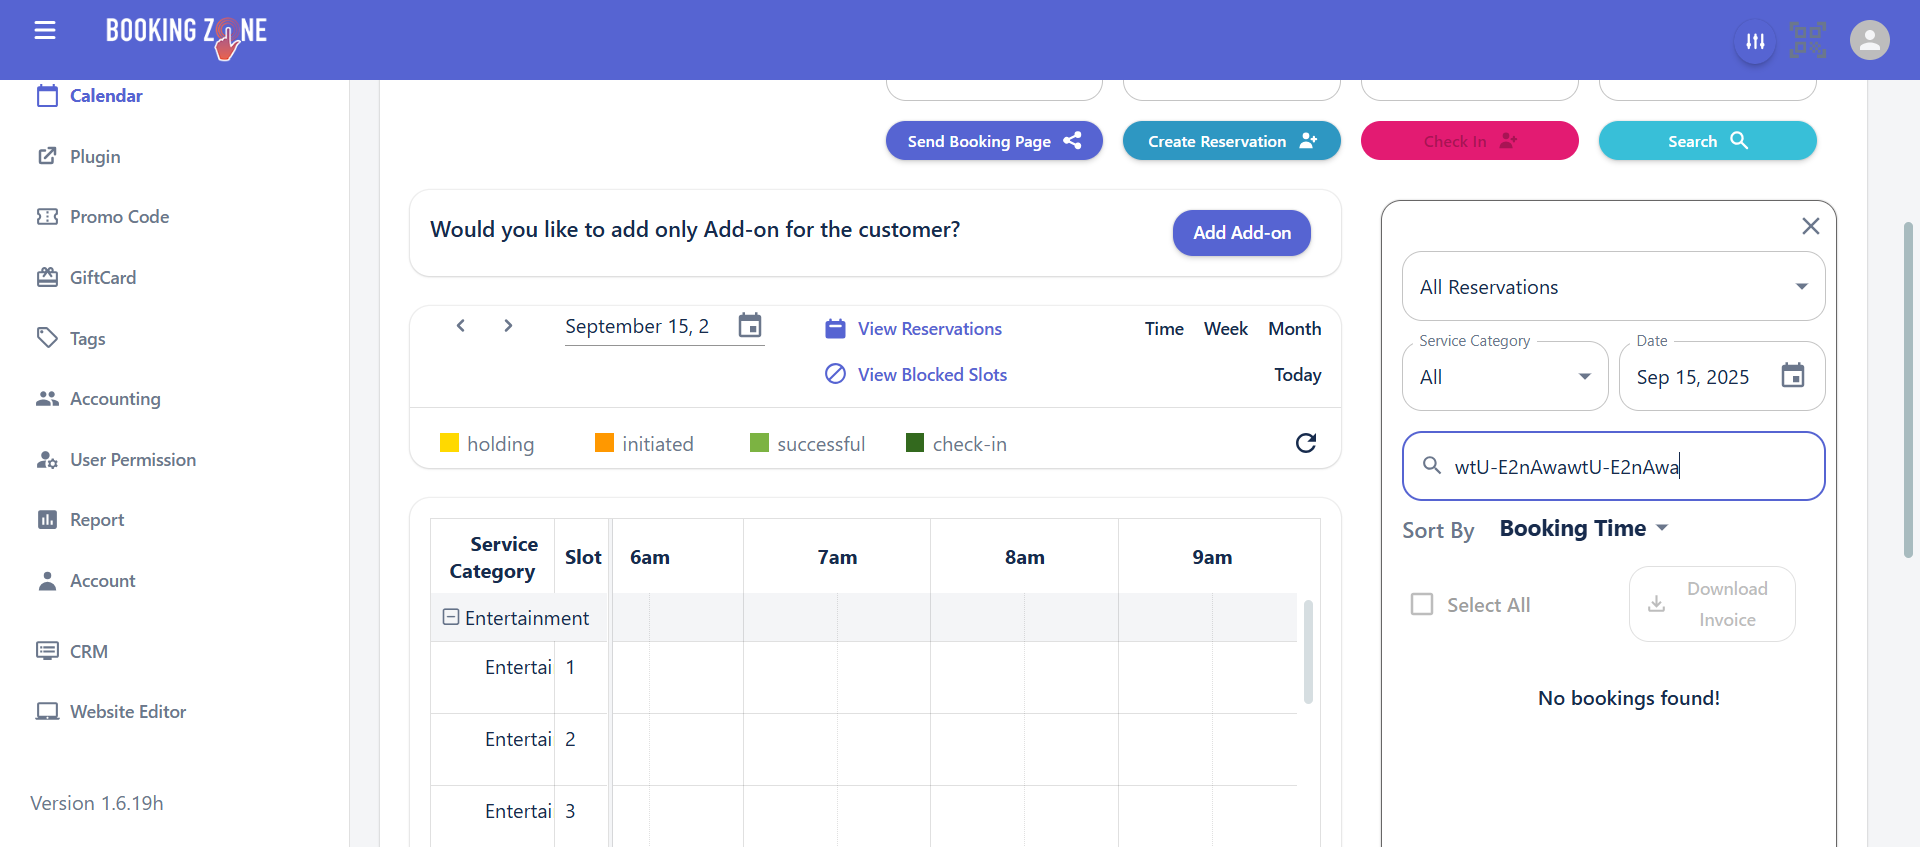 BOOKING ZONE
Calendar
Plugin
Promo Code
GiftCard
Tags
Accounting
User Permission
Report
Account
CRM
Website Editor
Version 1.6.19h
Send Booking Page
Create Reservation
Check In
Search
Would you like to add only Add-on for the customer?
Add Add-on
September 15, 2
View Reservations
View Blocked Slots
Time Week Month
Today
holding initiated successful check-in
Service
Category
Slot
6am 7am 8am 9am
Entertainment
Entertai 1
Entertai 2
Entertai 3
All Reservations
Service Category
All
Date
Sep 15, 2025
wtU-E2nAwawtU-E2nAwa
Sort By Booking Time
Select All
Download
Invoice
No bookings found!